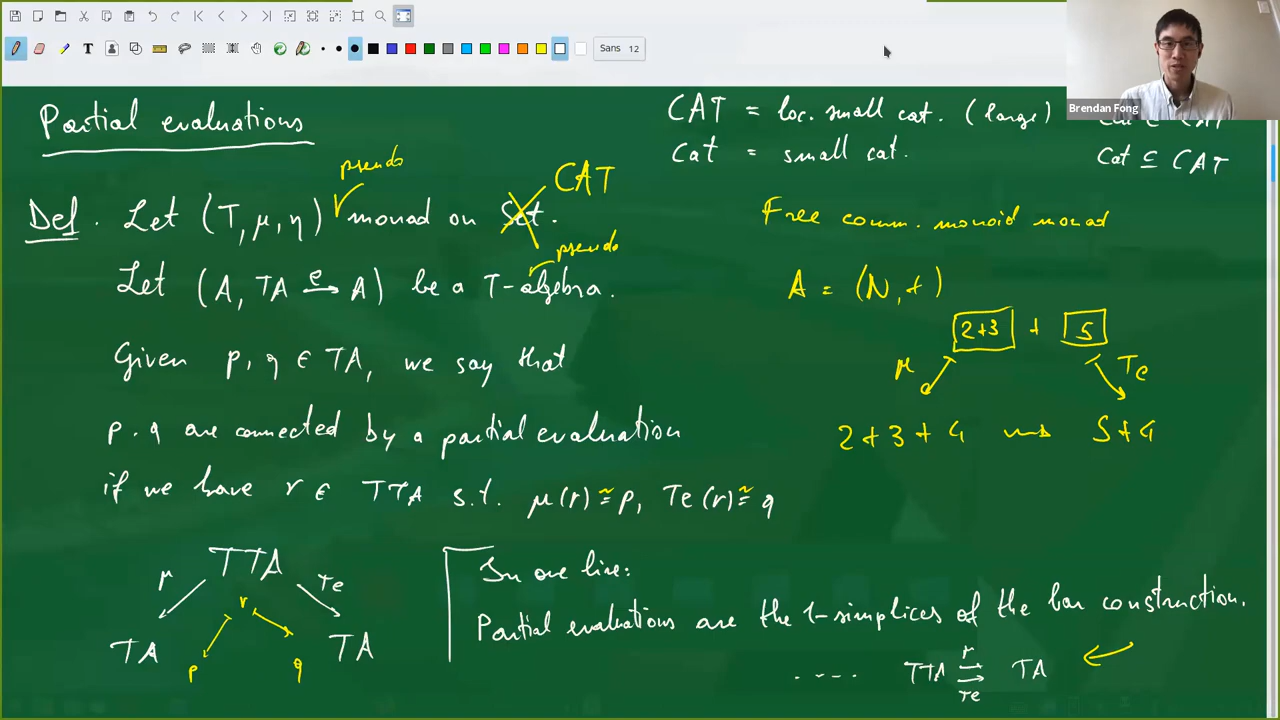 Sans 12
Brendan Fong
Partial evaluations
CAT = loc. small cat. (large)
Cat = small cat.
Cat ⊆ CAT
pseudo
CAT
Def. Let (T, μ, η) monad on Set.
pseudo
Let (A, TA →e A) be a T-algebra.
Given p, q ∈ TA, we say that
p, q are connected by a partial evaluation
if we have r ∈ TTA s.t. μ(r) ≅ p, Te(r) ≅ q
TTA
μ Te
r
TA TA
p q
Free comm. monoid monad
A = (N, +)
2+3 + 5
μ Te
2 + 3 + 4 ⇝ 5 + 4
In one line:
Partial evaluations are the 1-simplices of the bar construction.
.... TTA ⇉ TA
Te